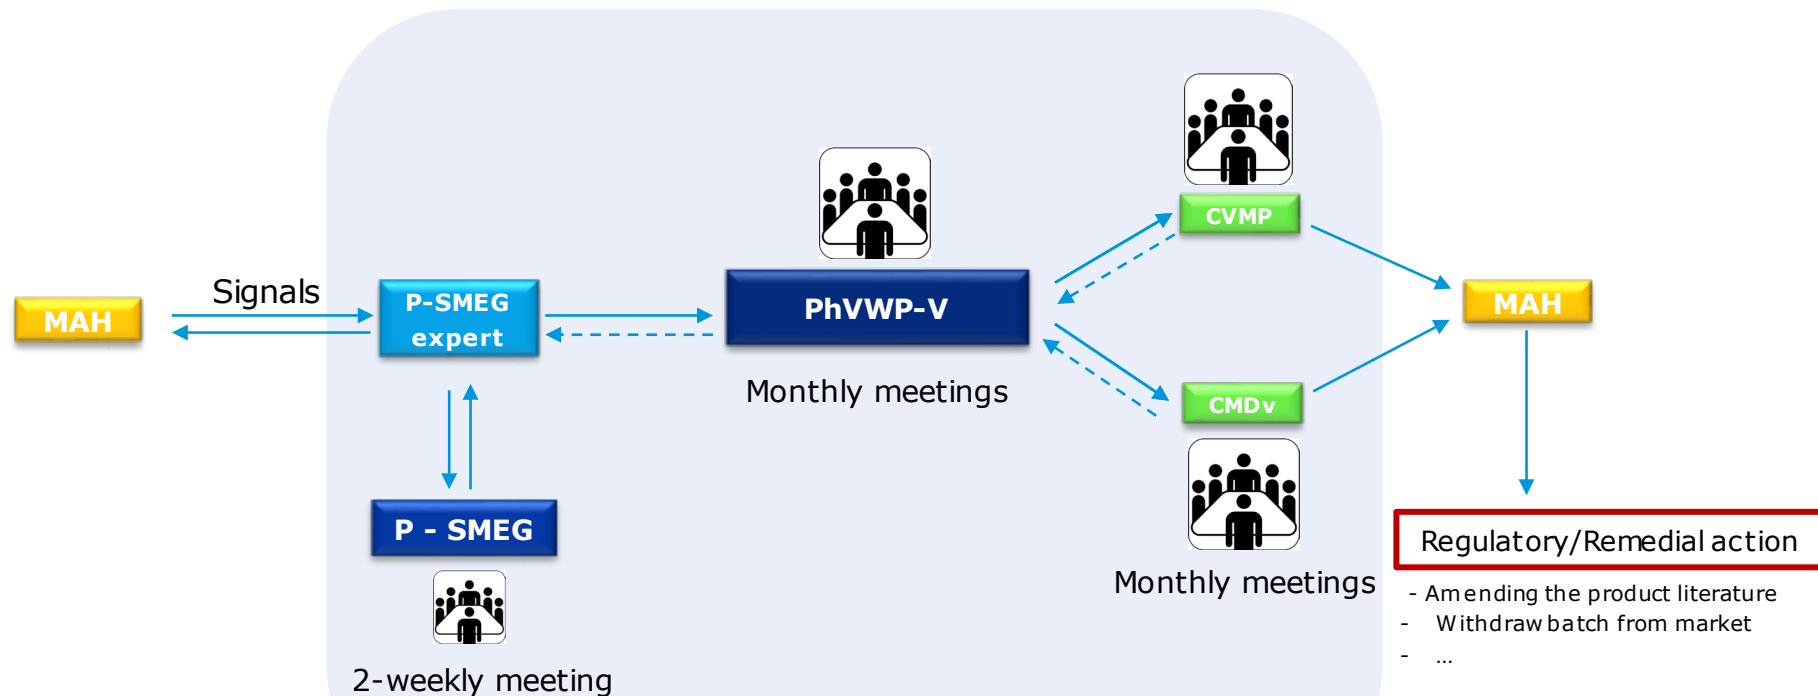 CVMP
Signals
MAH
P-SMEG
expert
PhVWP-V
MAH
Monthly meetings
CMDv
P - SMEG
2-weekly meeting
Monthly meetings
Regulatory/Remedial action
- Amending the product literature
- Withdraw batch from market
- ...